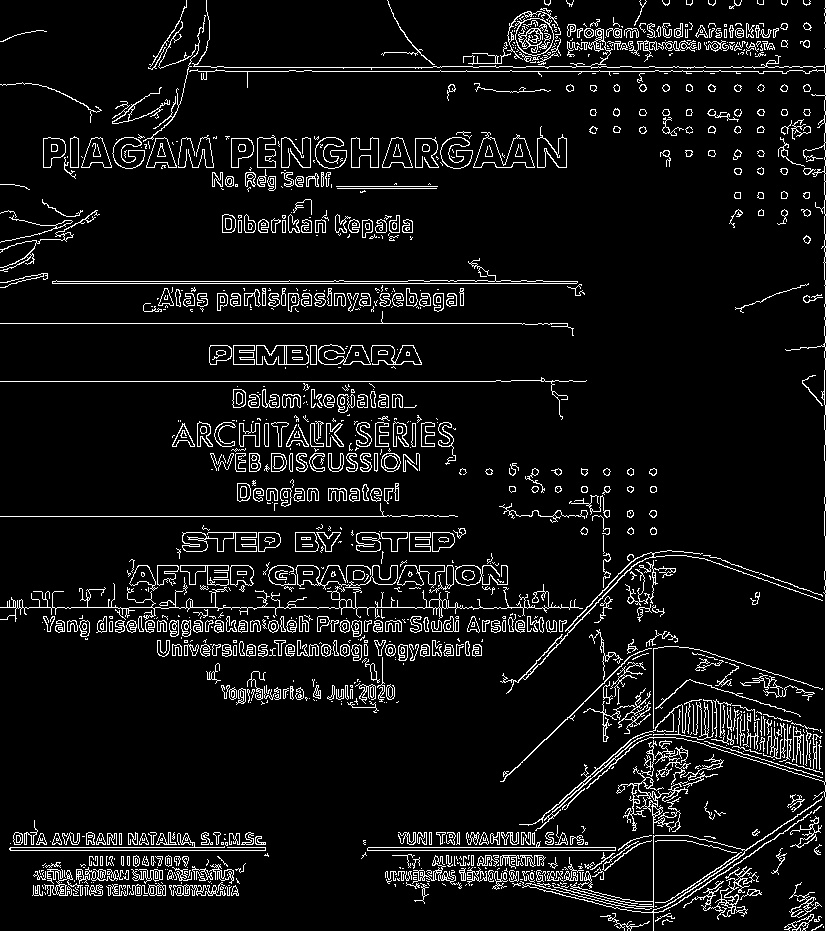 Program Studi Arsitektur
UNIVERSITAS TEKNOLOGI YOGYAKARTA
PIAGAM PENGHARGAAN
No. Reg Sertif.
Diberikan kepada
Atas partisipasinya sebagai
PEMBICARA
Dalam kegiatan
ARCHITALK SERIES
WEB DISCUSSION
Dengan materi
STEP BY STEP
AFTER GRADUATION
Yang diselenggarakan oleh Program Studi Arsitektur
Universitas Teknologi Yogyakarta
Yogyakarta, 4 Juli 2020
DITA AYU RANI NATALIA, S.T.,M.Sc.
NIK 110417099
KETUA PROGRAM STUDI ARSITEKTUR
UNIVERSITAS TEKNOLOGI YOGYAKARTA
YUNI TRI WAHYUNI, S.Ars.
ALUMNI ARSITEKTUR
UNIVERSITAS TEKNOLOGI YOGYAKARTA